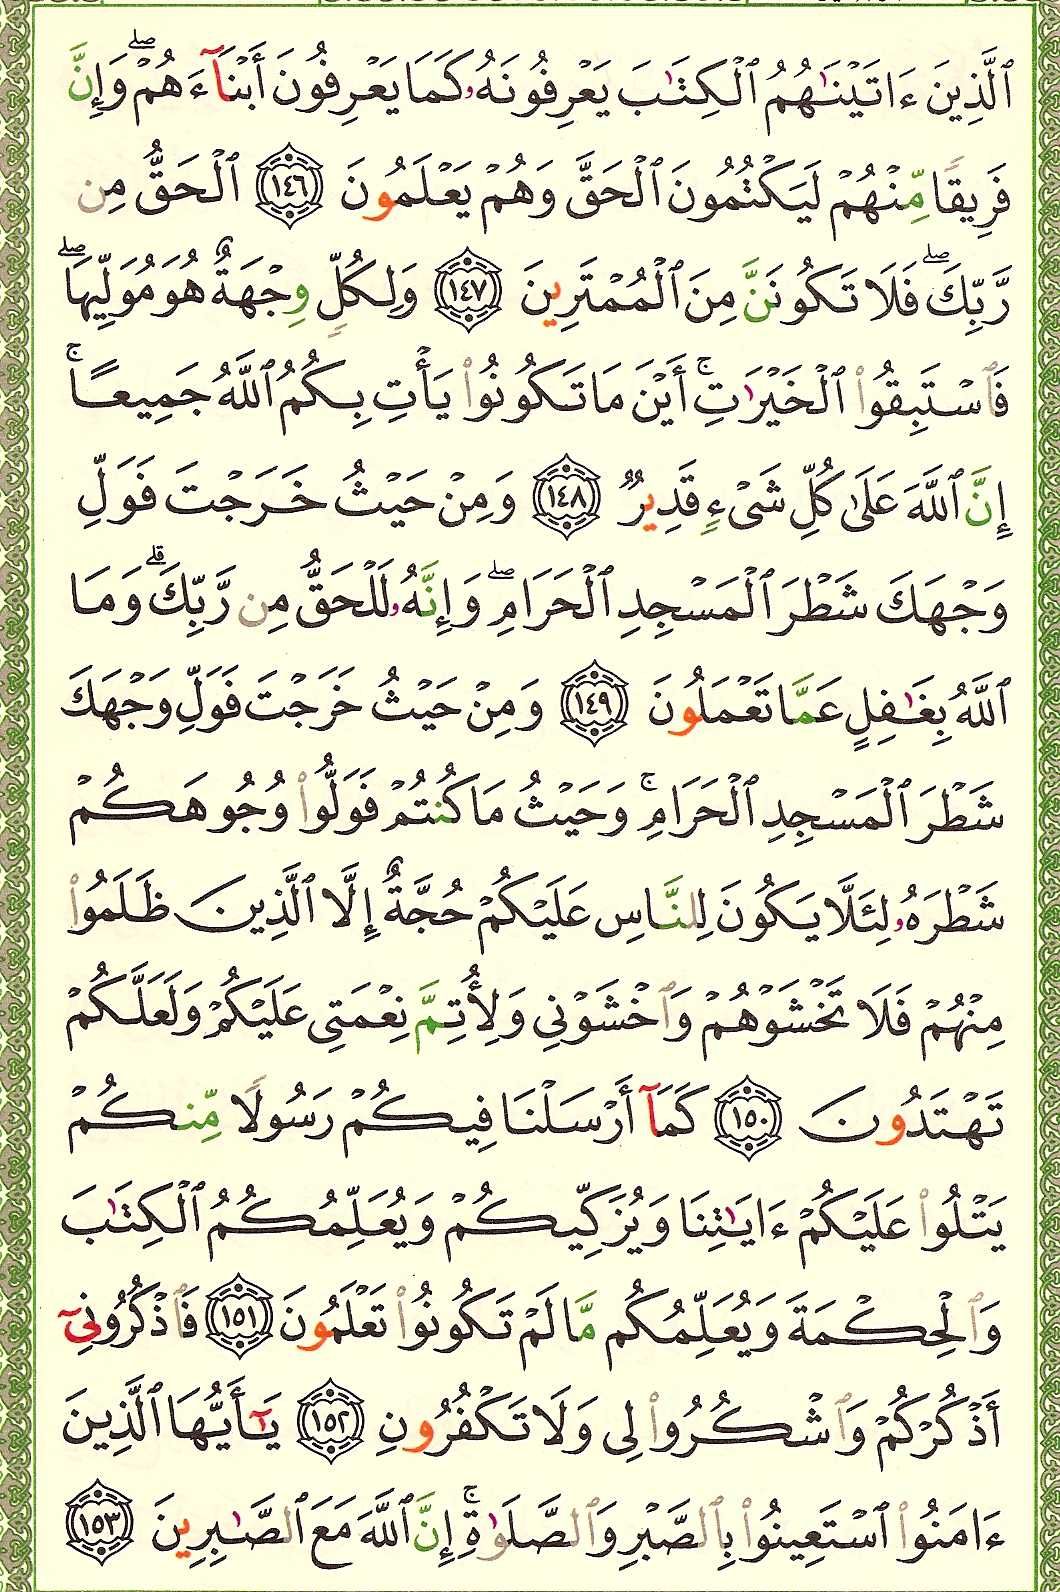 ٱلَّذِينَ ءَاتَيْنَٰهُمُ ٱلْكِتَٰبَ يَعْرِفُونَهُۥ كَمَا يَعْرِفُونَ أَبْنَآءَهُمْ ۖ وَإِنَّ
فَرِيقًا مِّنْهُمْ لَيَكْتُمُونَ ٱلْحَقَّ وَهُمْ يَعْلَمُونَ ١٤٦ ٱلْحَقُّ مِن
رَّبِّكَ ۖ فَلَا تَكُونَنَّ مِنَ ٱلْمُمْتَرِينَ ١٤٧ وَلِكُلٍّ وِجْهَةٌ هُوَ مُوَلِّيهَا ۖ
فَٱسْتَبِقُوا۟ ٱلْخَيْرَٰتِ ۚ أَيْنَ مَا تَكُونُوا۟ يَأْتِ بِكُمُ ٱللَّهُ جَمِيعًا ۚ
إِنَّ ٱللَّهَ عَلَىٰ كُلِّ شَىْءٍ قَدِيرٌ ١٤٨ وَمِنْ حَيْثُ خَرَجْتَ فَوَلِّ
وَجْهَكَ شَطْرَ ٱلْمَسْجِدِ ٱلْحَرَامِ ۖ وَإِنَّهُۥ لَلْحَقُّ مِن رَّبِّكَ ۗ وَمَا
ٱللَّهُ بِغَٰفِلٍ عَمَّا تَعْمَلُونَ ١٤٩ وَمِنْ حَيْثُ خَرَجْتَ فَوَلِّ وَجْهَكَ
شَطْرَ ٱلْمَسْجِدِ ٱلْحَرَامِ ۚ وَحَيْثُ مَا كُنتُمْ فَوَلُّوا۟ وُجُوهَكُمْ
شَطْرَهُۥ لِئَلَّا يَكُونَ لِلنَّاسِ عَلَيْكُمْ حُجَّةٌ إِلَّا ٱلَّذِينَ ظَلَمُوا۟
مِنْهُمْ فَلَا تَخْشَوْهُمْ وَٱخْشَوْنِى وَلِأُتِمَّ نِعْمَتِى عَلَيْكُمْ وَلَعَلَّكُمْ
تَهْتَدُونَ ١٥٠ كَمَآ أَرْسَلْنَا فِيكُمْ رَسُولًا مِّنكُمْ
يَتْلُوا۟ عَلَيْكُمْ ءَايَٰتِنَا وَيُزَكِّيكُمْ وَيُعَلِّمُكُمُ ٱلْكِتَٰبَ
وَٱلْحِكْمَةَ وَيُعَلِّمُكُم مَّا لَمْ تَكُونُوا۟ تَعْلَمُونَ ١٥١ فَٱذْكُرُونِىٓ
أَذْكُرْكُمْ وَٱشْكُرُوا۟ لِى وَلَا تَكْفُرُونِ ١٥٢ يَٰٓأَيُّهَا ٱلَّذِينَ
ءَامَنُوا۟ ٱسْتَعِينُوا۟ بِٱلصَّبْرِ وَٱلصَّلَوٰةِ ۚ إِنَّ ٱللَّهَ مَعَ ٱلصَّٰبِرِينَ ١٥٣